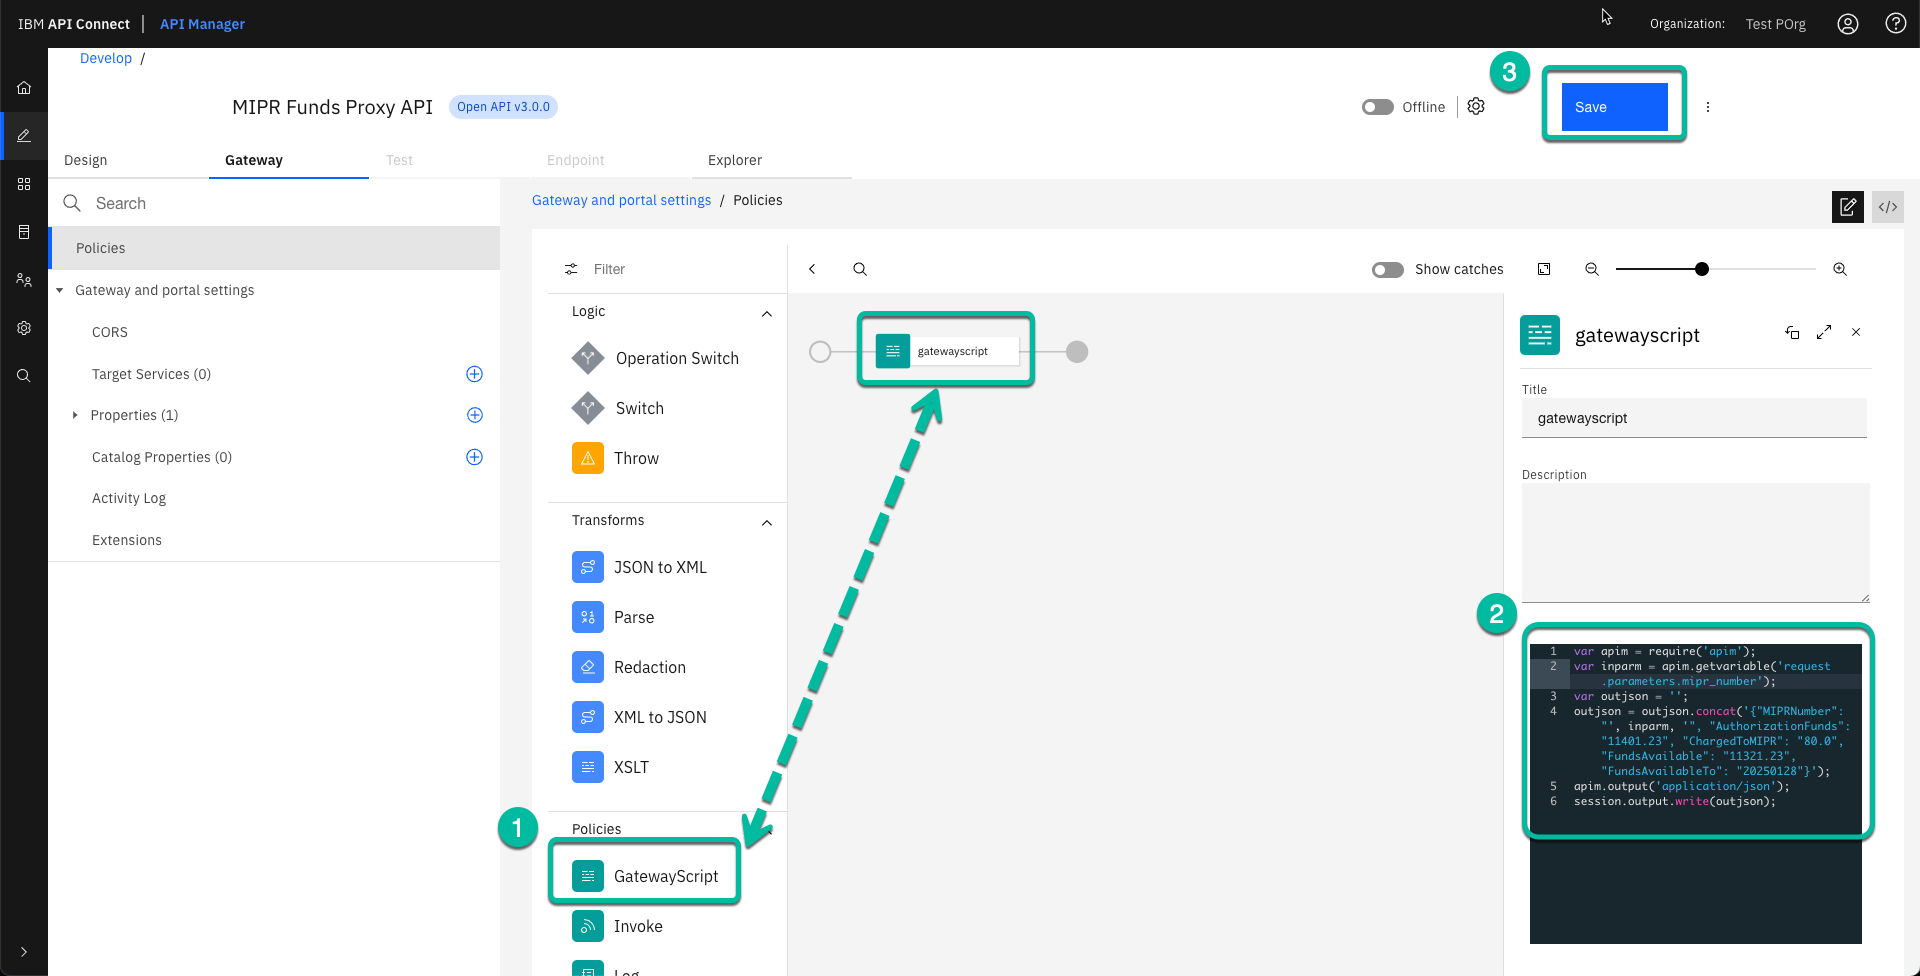 IBM API Connect | API Manager
Organization: Test POrg
Develop /
MIPR Funds Proxy API Open API v3.0.0
Offline
3
Save
Design Gateway Test Endpoint Explorer
Search
Policies
Gateway and portal settings
CORS
Target Services (0)
Properties (1)
Catalog Properties (0)
Activity Log
Extensions
Gateway and portal settings / Policies
</>
Filter
Show catches
Logic
Operation Switch
Switch
Throw
Transforms
JSON to XML
Parse
Redaction
XML to JSON
XSLT
1
Policies
GatewayScript
Invoke
Log
gatewayscript
gatewayscript
Title
gatewayscript
Description
2
1 var apim = require('apim');
2 var inparm = apim.getvariable('request
.parameters.mipr_number');
3 var outjson = '';
4 outjson = outjson.concat('{"MIPRNumber":
"', inparm, '", "AuthorizationFunds":
"11401.23", "ChargedToMIPR": "80.0",
"FundsAvailable": "11321.23",
"FundsAvailableTo": "20250128"}');
5 apim.output('application/json');
6 session.output.write(outjson);